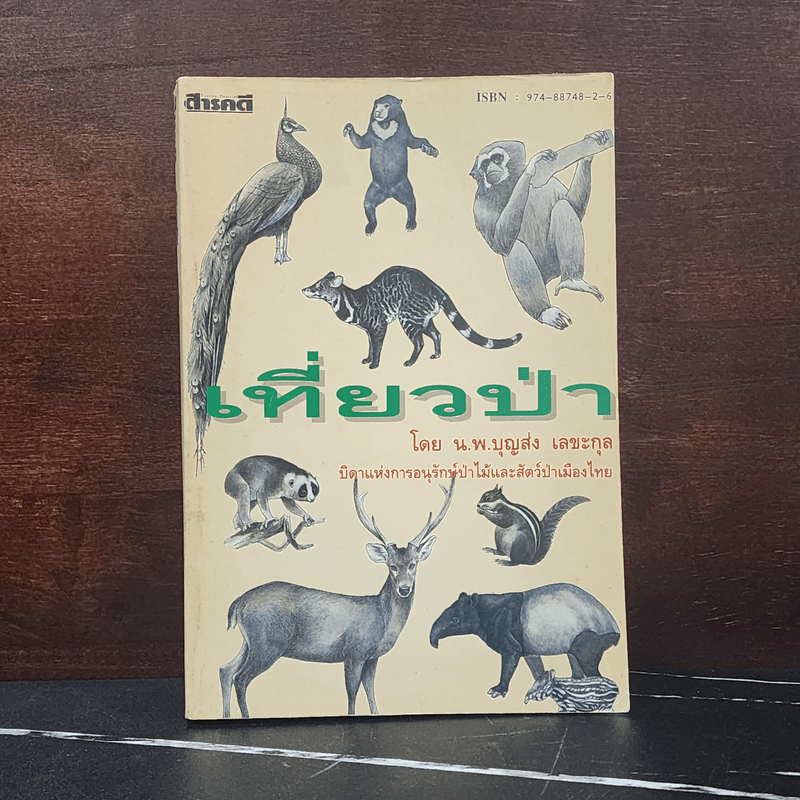 สารคดี
ISBN : 974-88748-2-6
เที่ยวป่า
โดย น.พ.บุญส่ง เลขะกุล
บิดาแห่งการอนุรักษ์ป่าไม้และสัตว์ป่าเมืองไทย